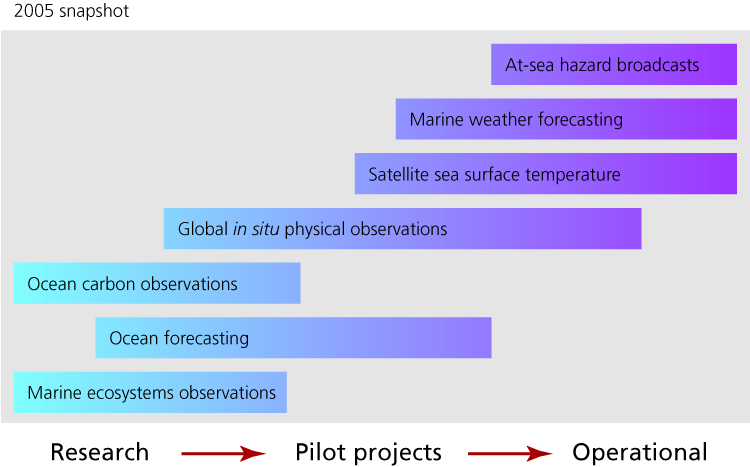 2005 snapshot
At-sea hazard broadcasts
Marine weather forecasting
Satellite sea surface temperature
Global in situ physical observations
Ocean carbon observations
Ocean forecasting
Marine ecosystems observations
Research Pilot projects Operational